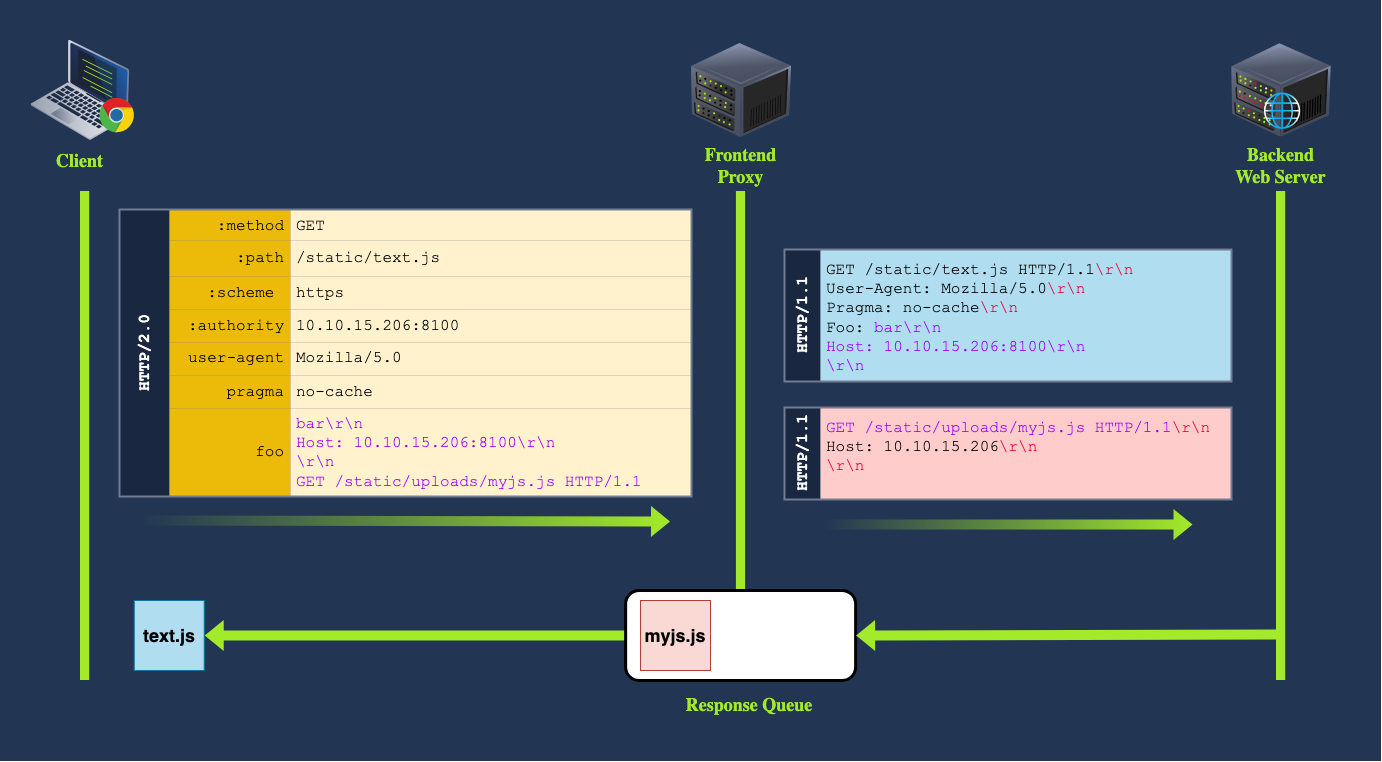 Client
Frontend
Proxy
Backend
Web Server
HTTP/2.0
:method GET
:path /static/text.js
:scheme https
:authority 10.10.15.206:8100
user-agent Mozilla/5.0
pragma no-cache
foo
bar\r\n
Host: 10.10.15.206:8100\r\n
\r\n
GET /static/uploads/myjs.js HTTP/1.1
HTTP/1.1
GET /static/text.js HTTP/1.1\r\n
User-Agent: Mozilla/5.0\r\n
Pragma: no-cache\r\n
Foo: bar\r\n
Host: 10.10.15.206:8100\r\n
\r\n
HTTP/1.1
GET /static/uploads/myjs.js HTTP/1.1\r\n
Host: 10.10.15.206\r\n
\r\n
text.js
myjs.js
Response Queue